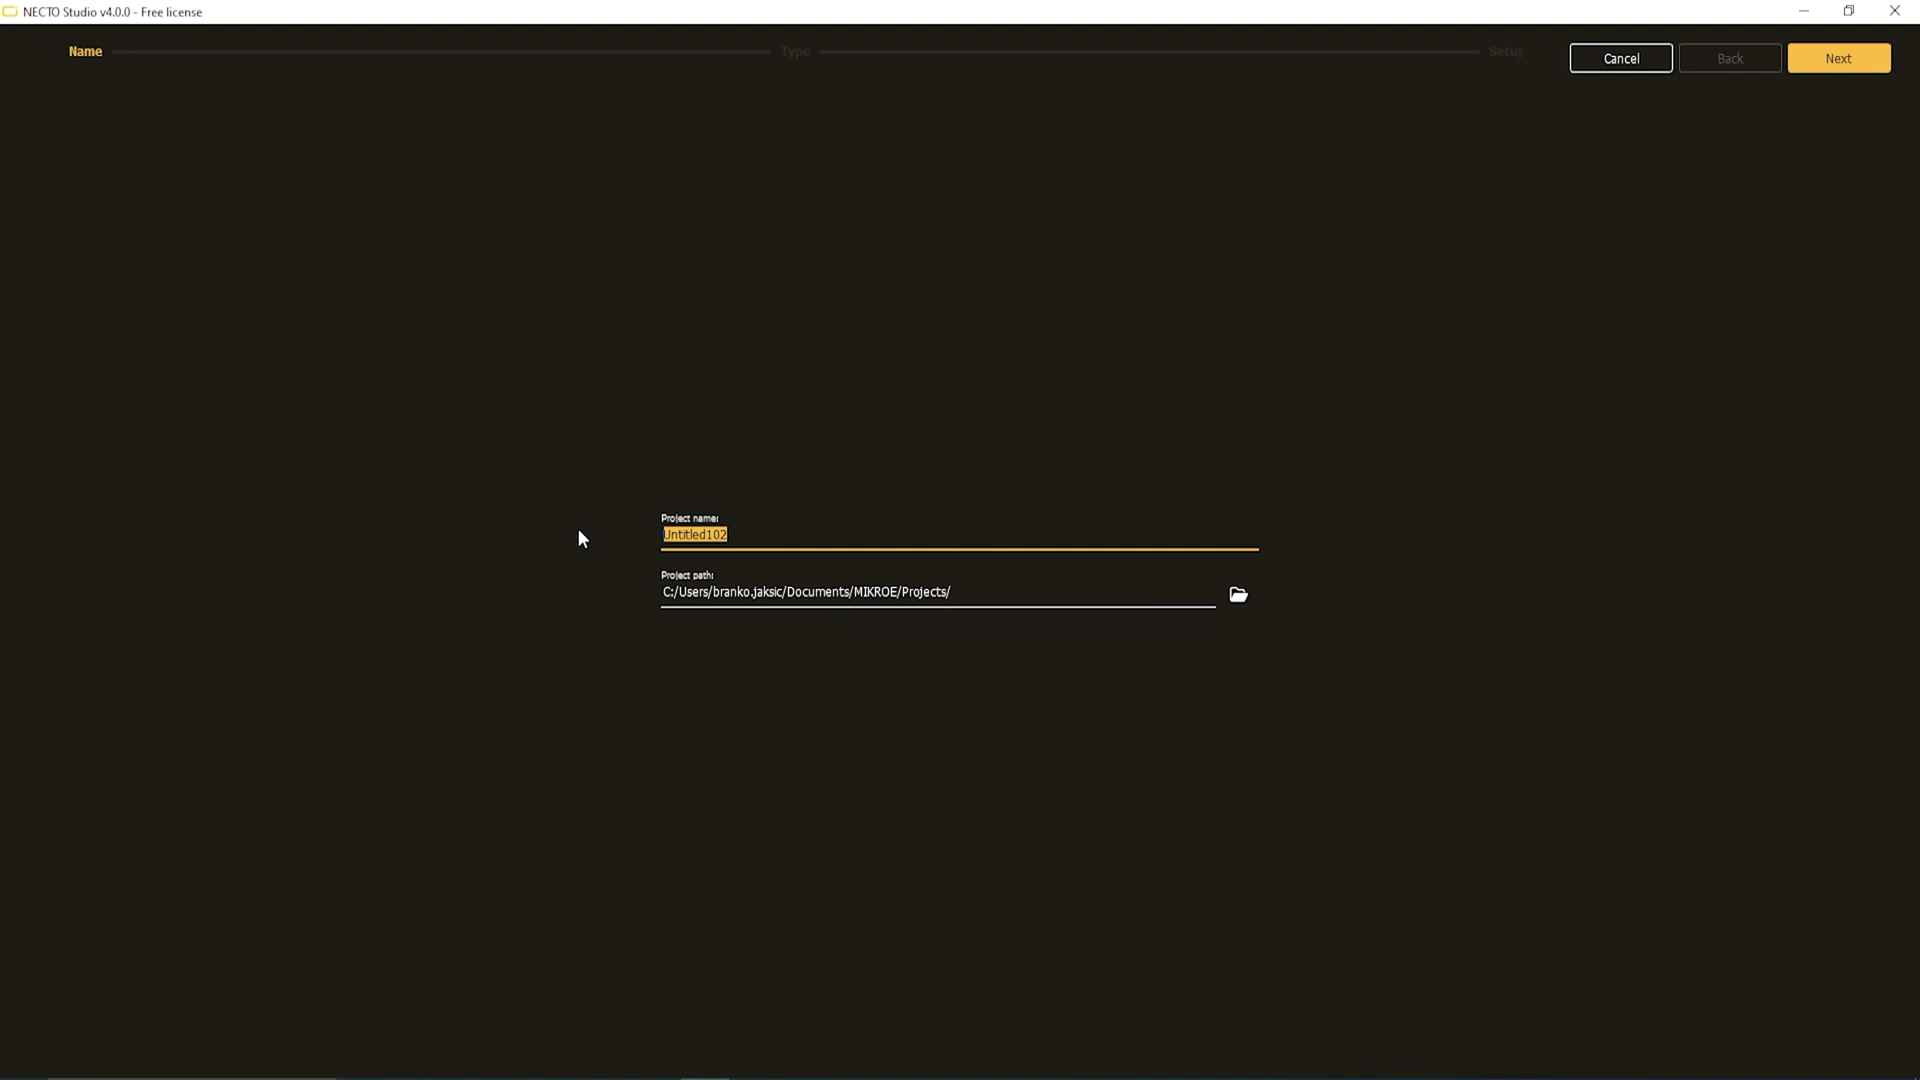 NECTO Studio v4.0.0 - Free license
Name
Type
Setup
Cancel
Back
Next
Project name:
Untitled102
Project path:
C:/Users/branko.jaksic/Documents/MIKROE/Projects/